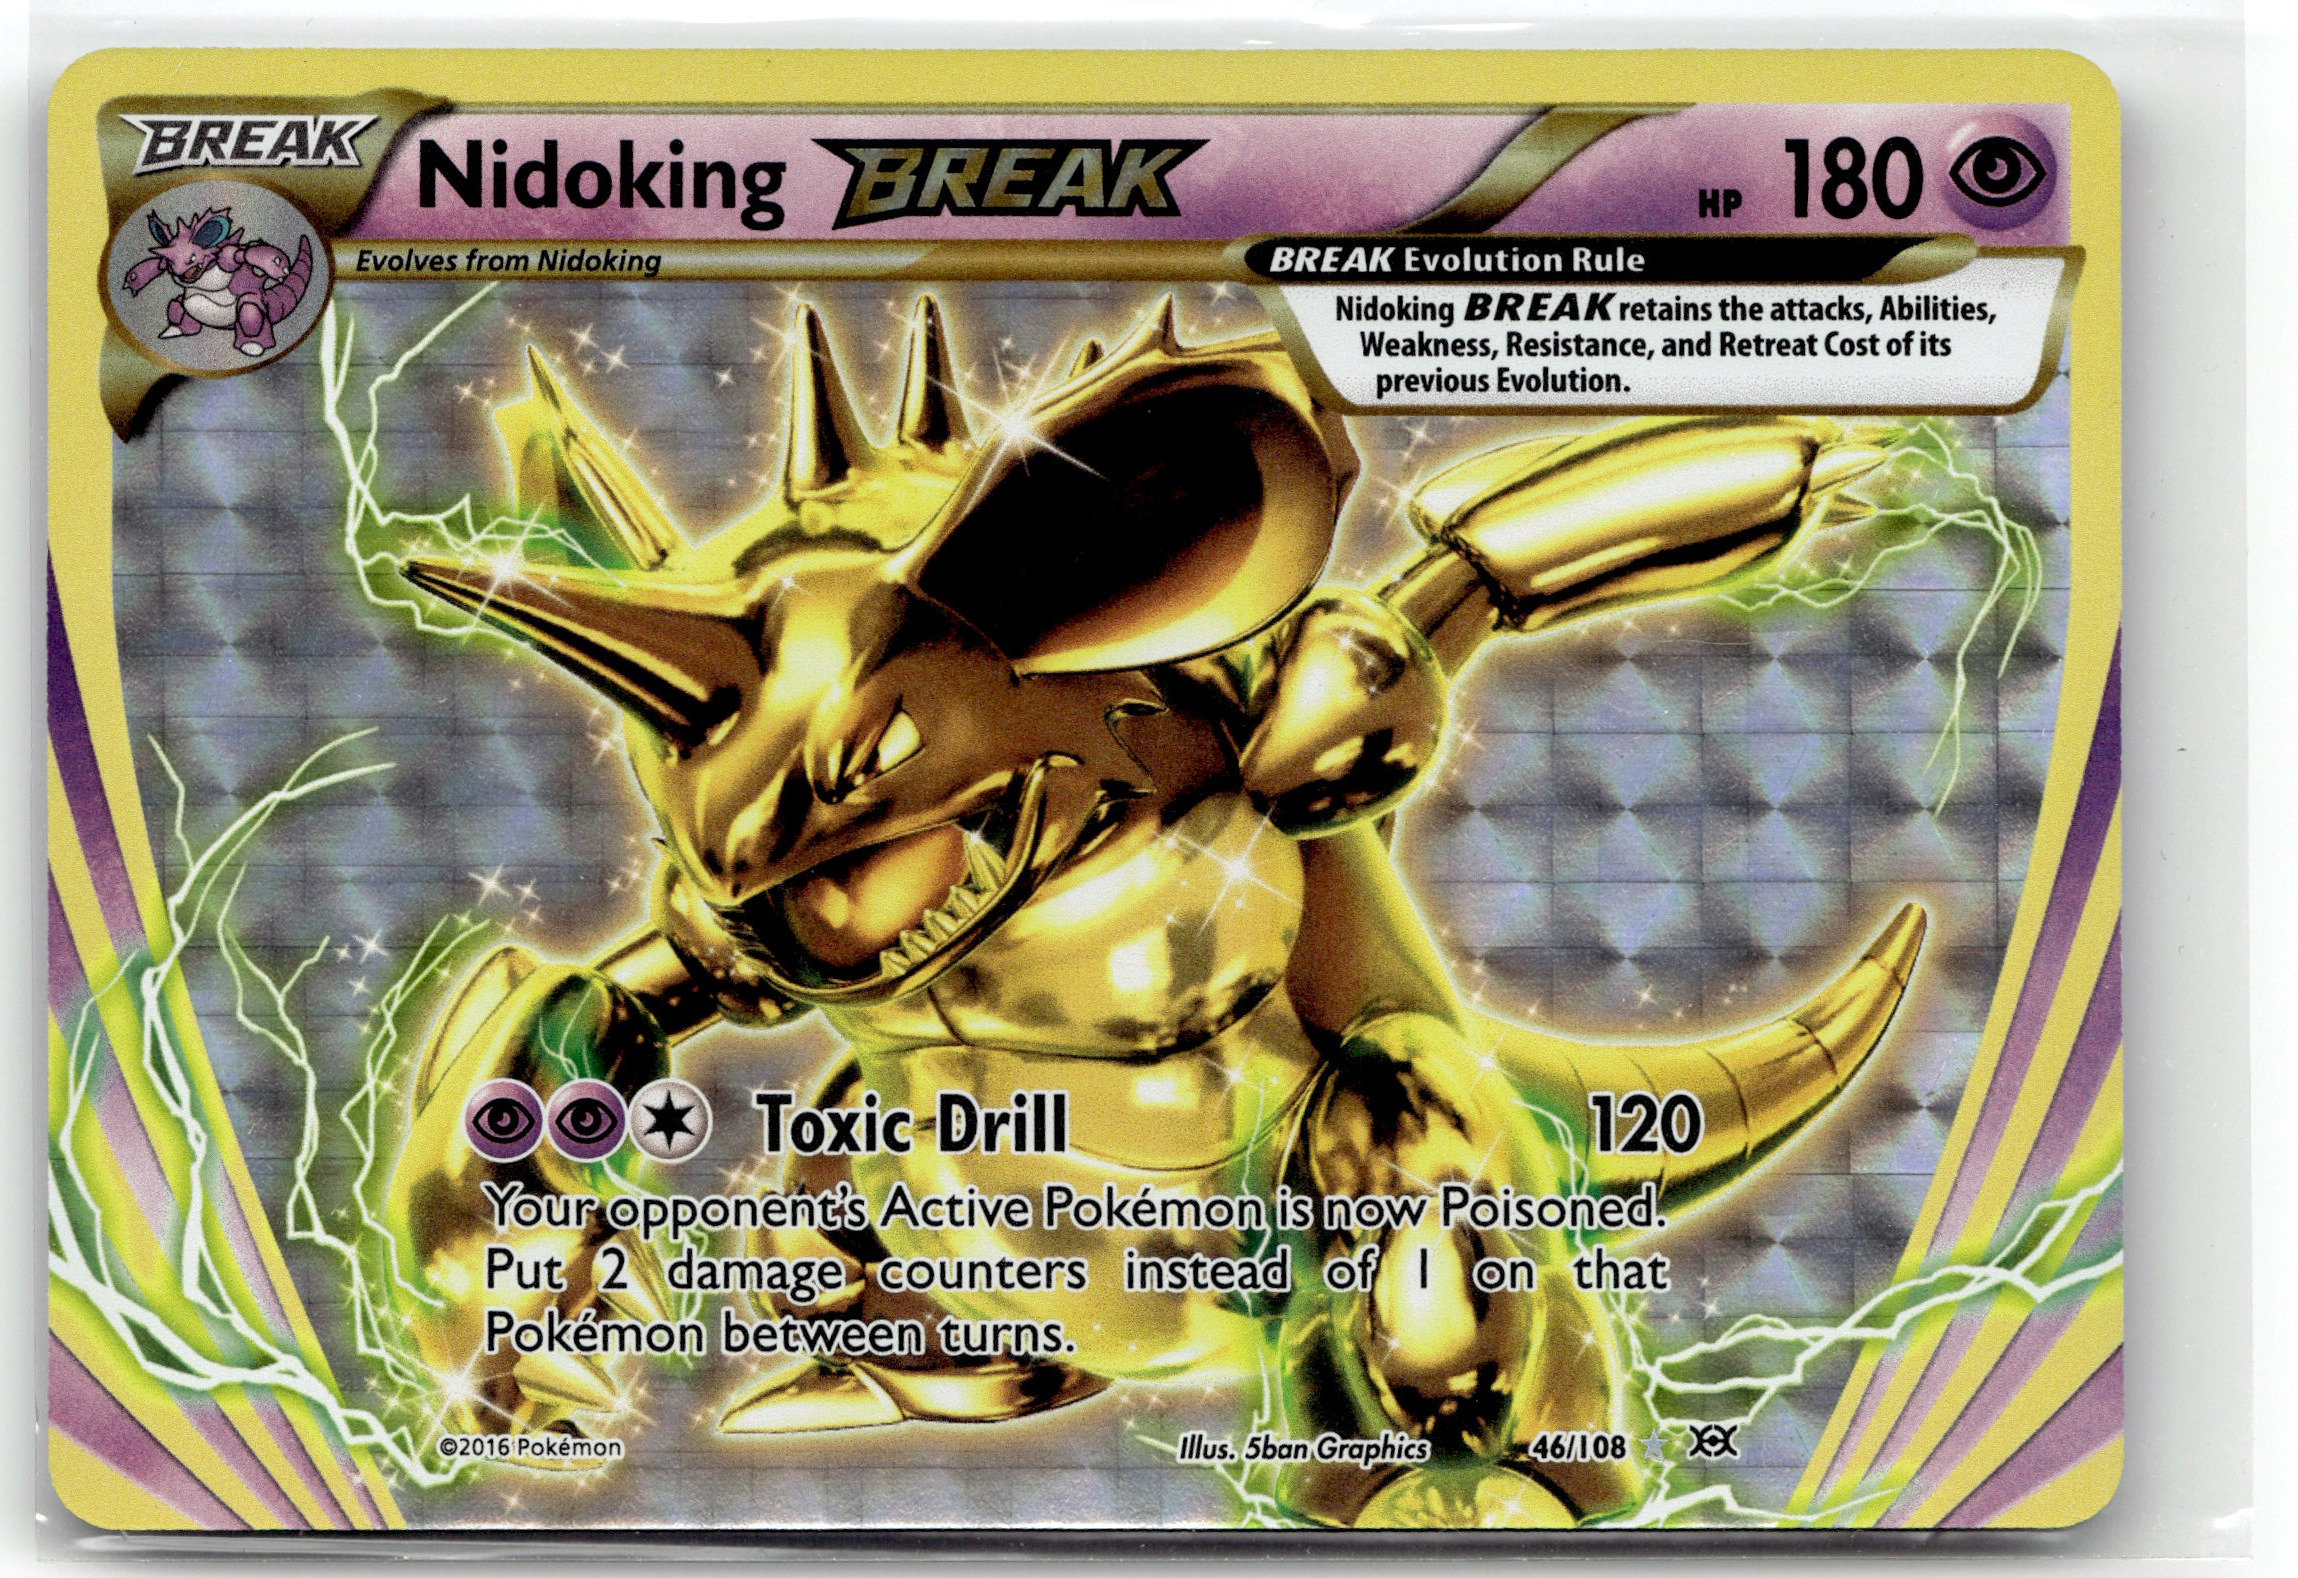 BREAK
Nidoking BREAK
HP 180
Evolves from Nidoking
BREAK Evolution Rule
Nidoking BREAK retains the attacks, Abilities,
Weakness, Resistance, and Retreat Cost of its
previous Evolution.
Toxic Drill 120
Your opponent's Active Pokémon is now Poisoned.
Put 2 damage counters instead of 1 on that
Pokémon between turns.
©2016 Pokémon
Illus. 5ban Graphics 46/108